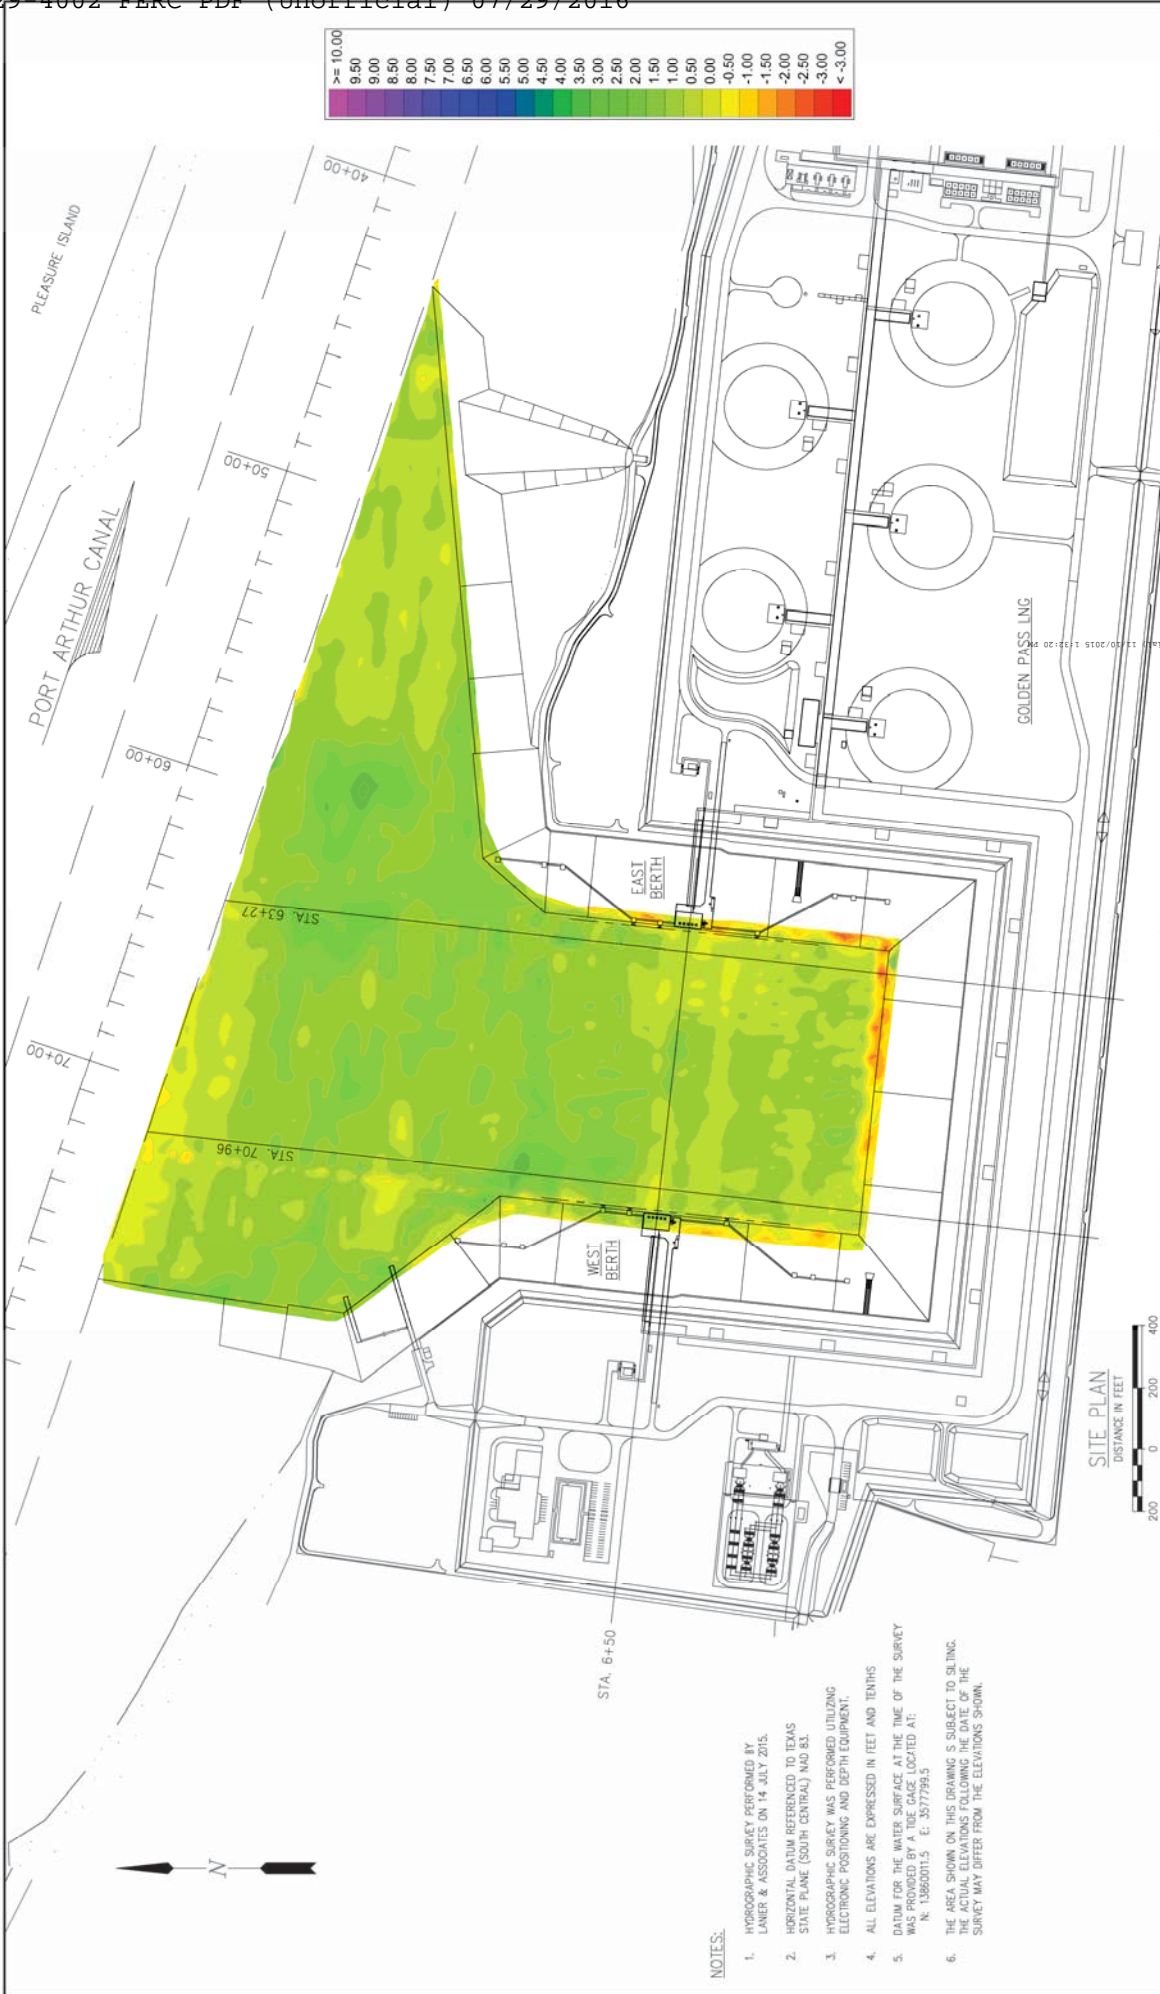 29-4002 FERC PDF (Unofficial) 07/29/2016
>= 10.00
9.50
9.00
8.50
8.00
7.50
7.00
6.50
6.00
5.50
5.00
4.50
4.00
3.50
3.00
2.50
2.00
1.50
1.00
0.50
0.00
-0.50
-1.00
-1.50
-2.00
-2.50
-3.00
< -3.00
PLEASURE ISLAND
PORT ARTHUR CANAL
40+00
50+00
60+00
70+00
STA. 63+27
STA. 70+96
EAST
BERTH
WEST
BERTH
GOLDEN PASS LNG
11/10/2015 1:32:20 PM
STA. 6+50
N
SITE PLAN
DISTANCE IN FEET
200 0 200 400
NOTES:
1. HYDROGRAPHIC SURVEY PERFORMED BY
LANIER & ASSOCIATES ON 14 JULY 2015.
2. HORIZONTAL DATUM REFERENCED TO TEXAS
STATE PLANE (SOUTH CENTRAL) NAD 83.
3. HYDROGRAPHIC SURVEY WAS PERFORMED UTILIZING
ELECTRONIC POSITIONING AND DEPTH EQUIPMENT.
4. ALL ELEVATIONS ARE EXPRESSED IN FEET AND TENTHS
5. DATUM FOR THE WATER SURFACE AT THE TIME OF THE SURVEY
WAS PROVIDED BY A TIDE GAGE LOCATED AT:
N: 13860011.5 E: 3577799.5
6. THE AREA SHOWN ON THIS DRAWING S SUBJECT TO SILTING.
THE ACTUAL ELEVATIONS FOLLOWING THE DATE OF THE
SURVEY MAY DIFFER FROM THE ELEVATIONS SHOWN.